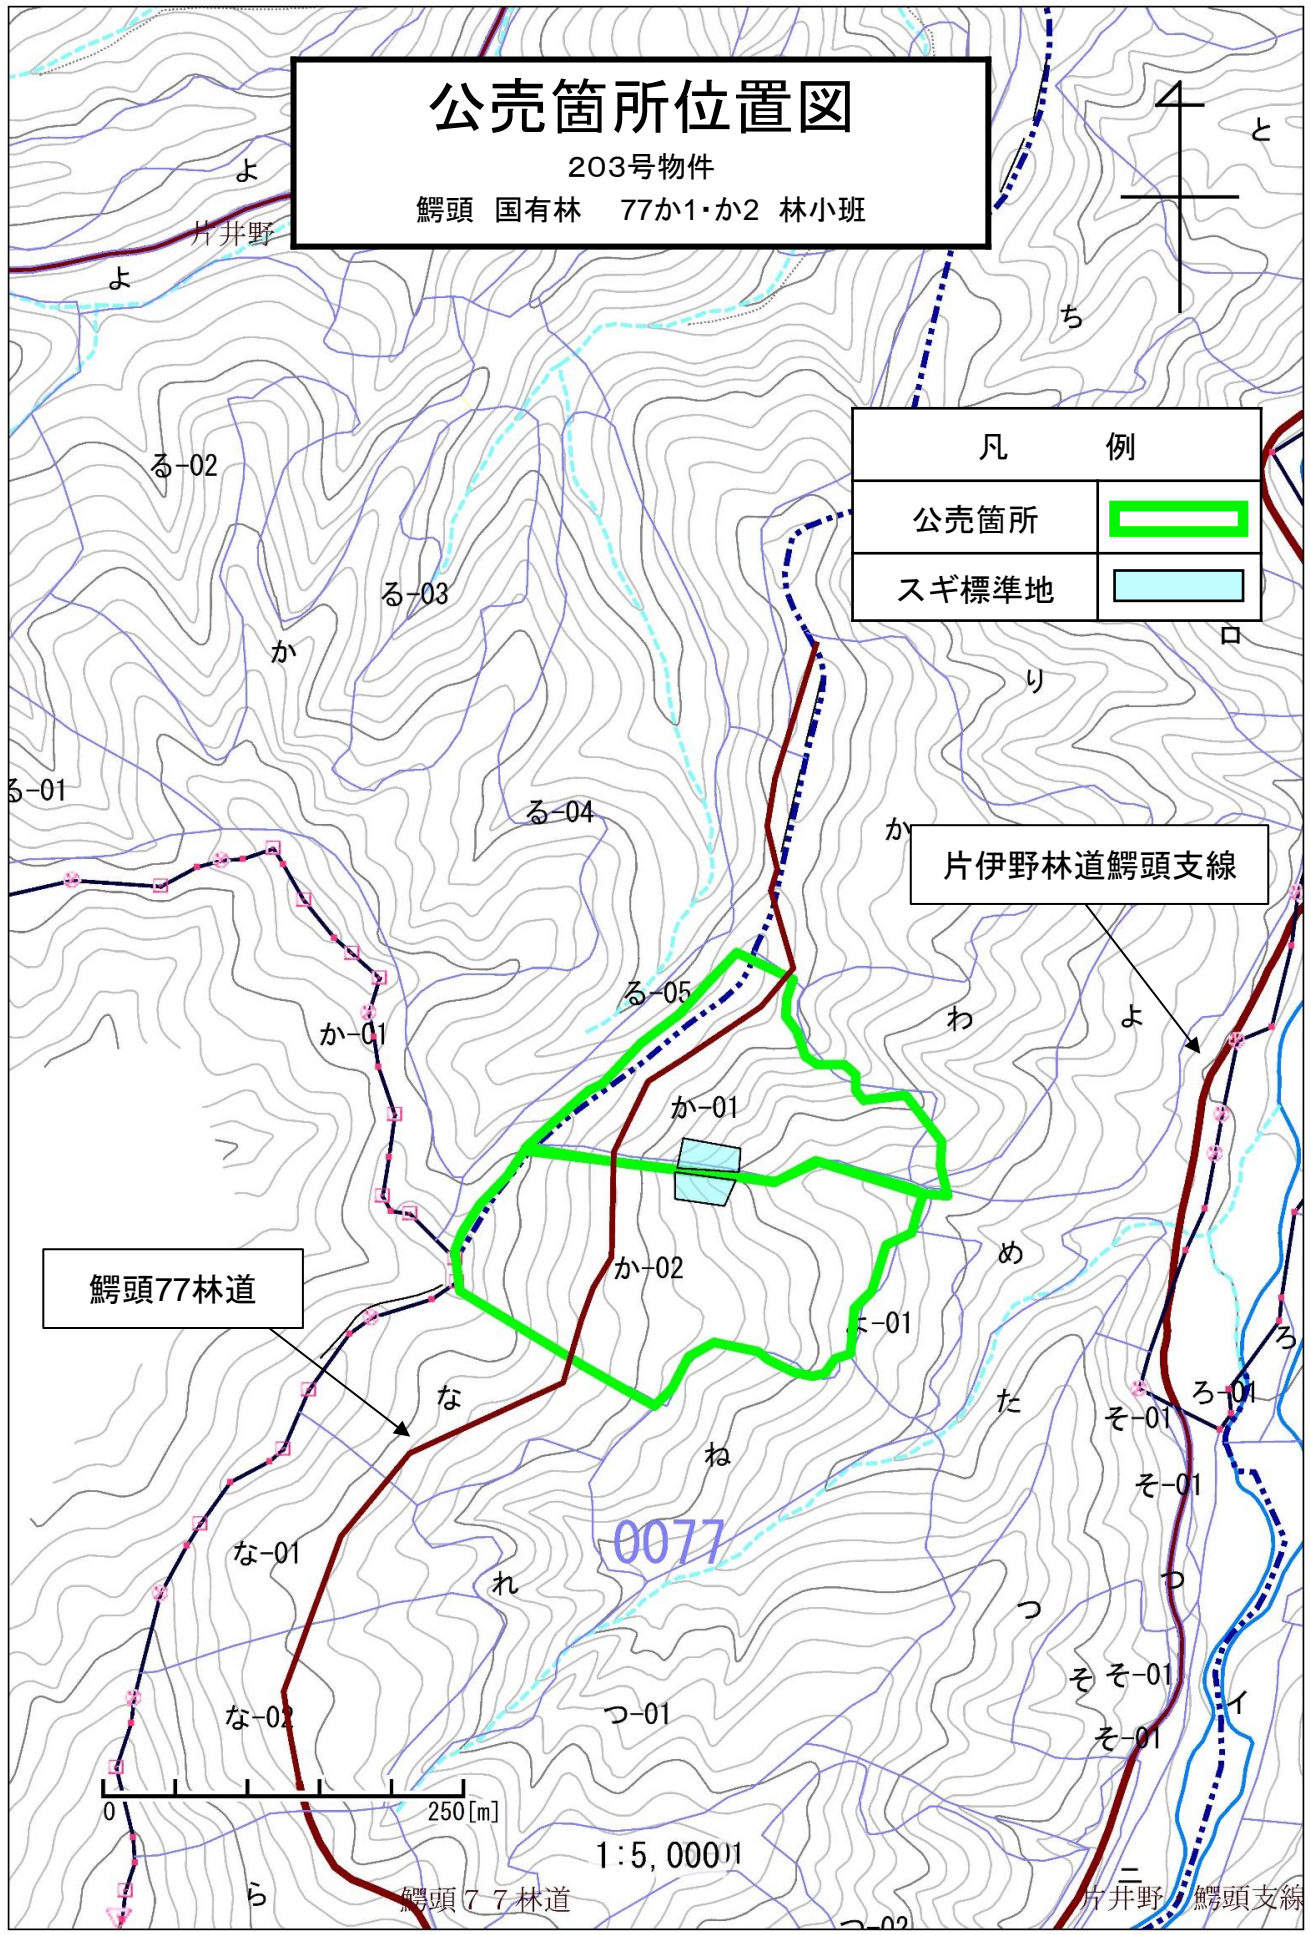 公売箇所位置図
203号物件
鰐頭 国有林 77か1・か2 林小班
と
よ
片井野
よ
ち
凡 例
公売箇所
スギ標準地
る-02
る-03
ロ
か
り
る-01
る-04
か
片伊野林道鰐頭支線
る-05
わ
よ
か-01
か-01
め
か-02
鰐頭77林道
よ-01
ろ
な
た
ろ-01
そ-01
ね
そ-01
0077
な-01
れ
つ
つ
そ
そ-01
な-02
つ-01
イ
そ-01
0
250[m]
1:5,000
ニ
ら
鰐頭77林道
片井野
鰐頭支線
つ-02